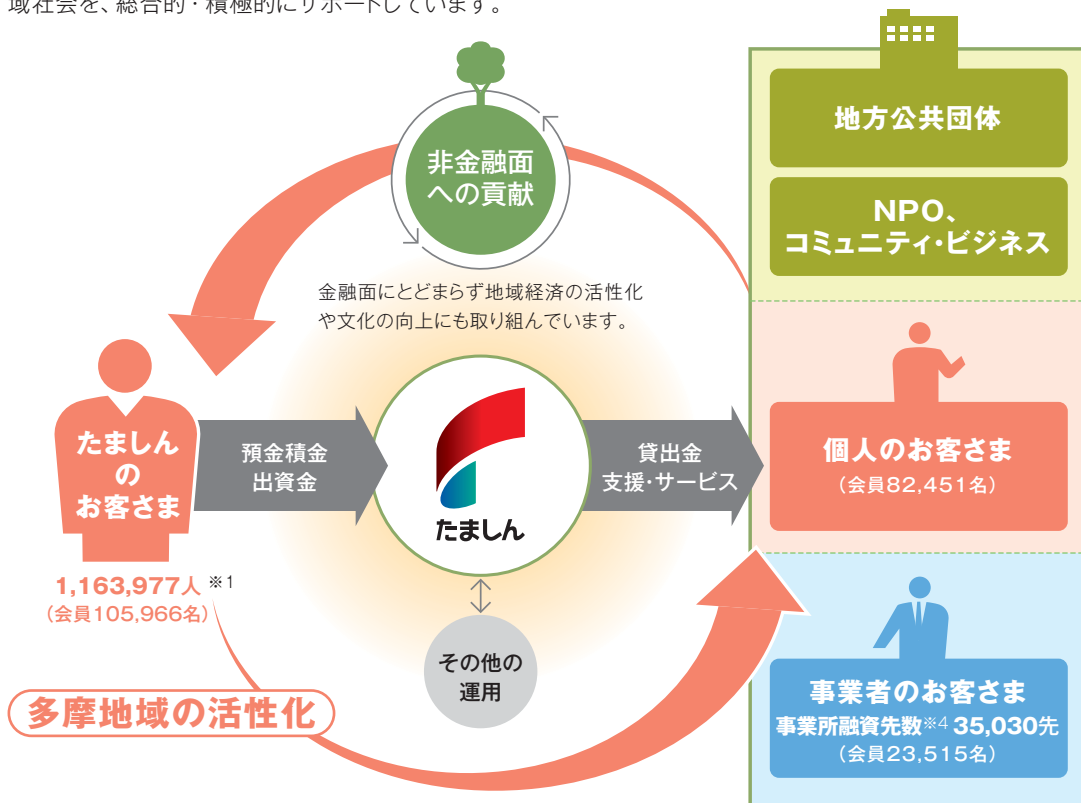 域社会を、総合的・積極的にサポートしています。
非金融面
への貢献
金融面にとどまらず地域経済の活性化
や文化の向上にも取り組んでいます。
たましん
の
お客さま
1,163,977人 ※1
（会員105,966名）
預金積金
出資金
たましん
貸出金
支援・サービス
その他の
運用
多摩地域の活性化
地方公共団体
NPO、
コミュニティ・ビジネス
個人のお客さま
（会員82,451名）
事業者のお客さま
事業所融資先数※4 35,030先
（会員23,515名）